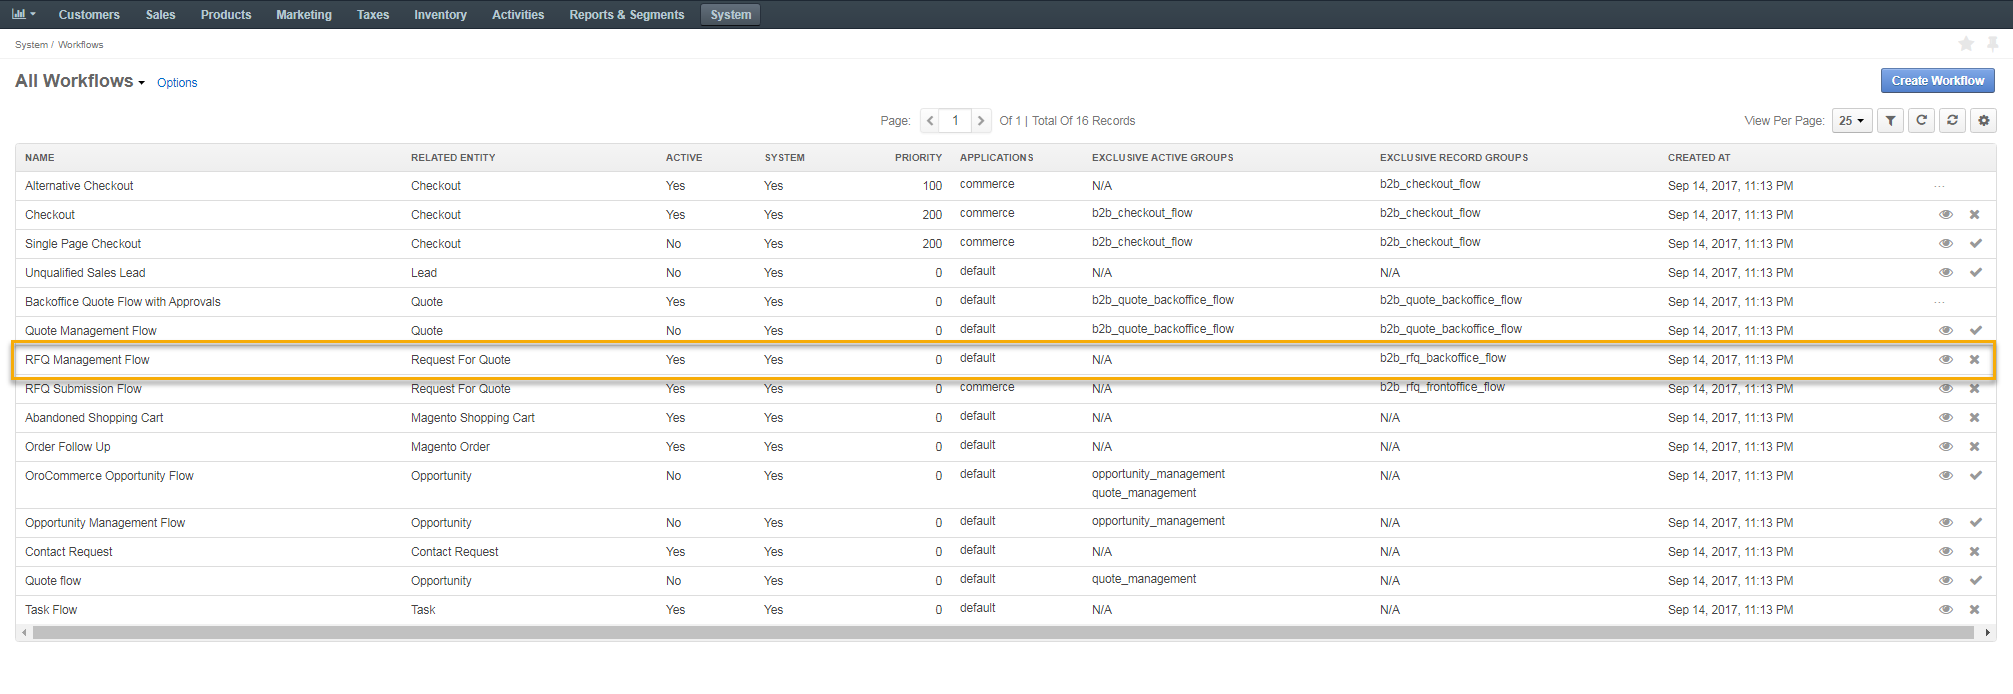 Customers Sales Products Marketing Taxes Inventory Activities Reports & Segments System
System / Workflows
All Workflows Options Create Workflow
Page: 1 Of 1 | Total Of 16 Records View Per Page: 25
NAME RELATED ENTITY ACTIVE SYSTEM PRIORITY APPLICATIONS EXCLUSIVE ACTIVE GROUPS EXCLUSIVE RECORD GROUPS CREATED AT
Alternative Checkout Checkout Yes Yes 100 commerce N/A b2b_checkout_flow Sep 14, 2017, 11:13 PM ...
Checkout Checkout Yes Yes 200 commerce b2b_checkout_flow b2b_checkout_flow Sep 14, 2017, 11:13 PM
Single Page Checkout Checkout No Yes 200 commerce b2b_checkout_flow b2b_checkout_flow Sep 14, 2017, 11:13 PM
Unqualified Sales Lead Lead No Yes 0 default N/A N/A Sep 14, 2017, 11:13 PM
Backoffice Quote Flow with Approvals Quote Yes Yes 0 default b2b_quote_backoffice_flow b2b_quote_backoffice_flow Sep 14, 2017, 11:13 PM ...
Quote Management Flow Quote No Yes 0 default b2b_quote_backoffice_flow b2b_quote_backoffice_flow Sep 14, 2017, 11:13 PM
RFQ Management Flow Request For Quote Yes Yes 0 default N/A b2b_rfq_backoffice_flow Sep 14, 2017, 11:13 PM
RFQ Submission Flow Request For Quote Yes Yes 0 commerce N/A b2b_rfq_frontoffice_flow Sep 14, 2017, 11:13 PM
Abandoned Shopping Cart Magento Shopping Cart Yes Yes 0 default N/A N/A Sep 14, 2017, 11:13 PM
Order Follow Up Magento Order Yes Yes 0 default N/A N/A Sep 14, 2017, 11:13 PM
OroCommerce Opportunity Flow Opportunity No Yes 0 default opportunity_management N/A Sep 14, 2017, 11:13 PM
quote_management
Opportunity Management Flow Opportunity No Yes 0 default opportunity_management N/A Sep 14, 2017, 11:13 PM
Contact Request Contact Request Yes Yes 0 default N/A N/A Sep 14, 2017, 11:13 PM
Quote flow Opportunity No Yes 0 default quote_management N/A Sep 14, 2017, 11:13 PM
Task Flow Task Yes Yes 0 default N/A N/A Sep 14, 2017, 11:13 PM